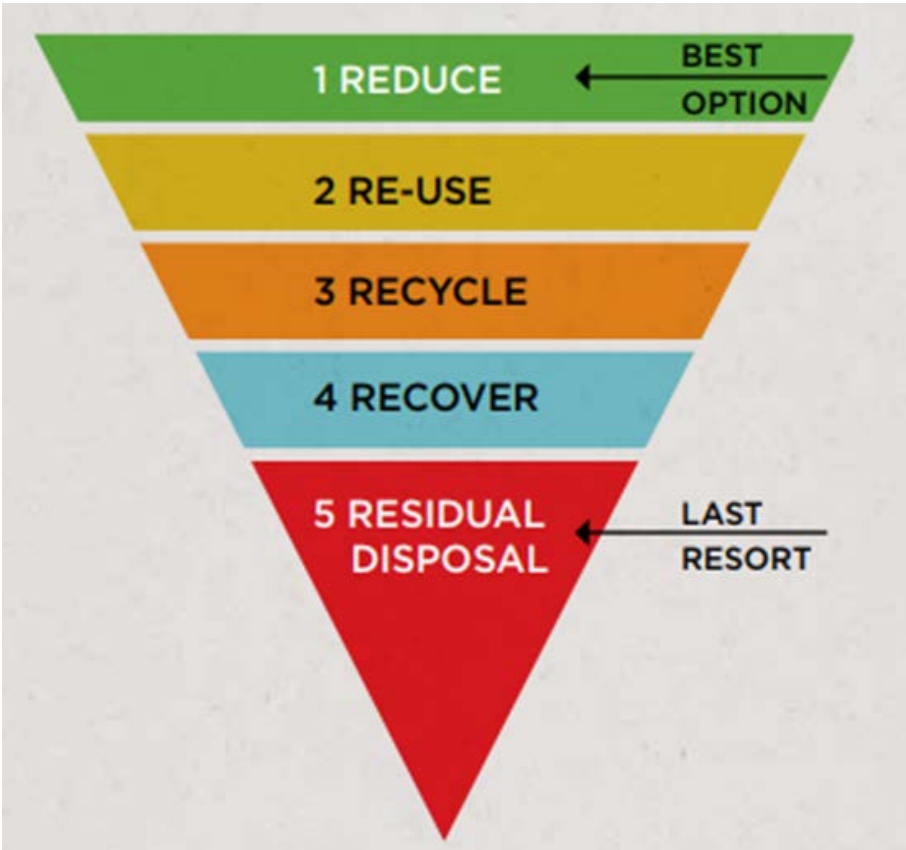 1 REDUCE
BEST
OPTION
2 RE-USE
3 RECYCLE
4 RECOVER
5 RESIDUAL
DISPOSAL
LAST
RESORT